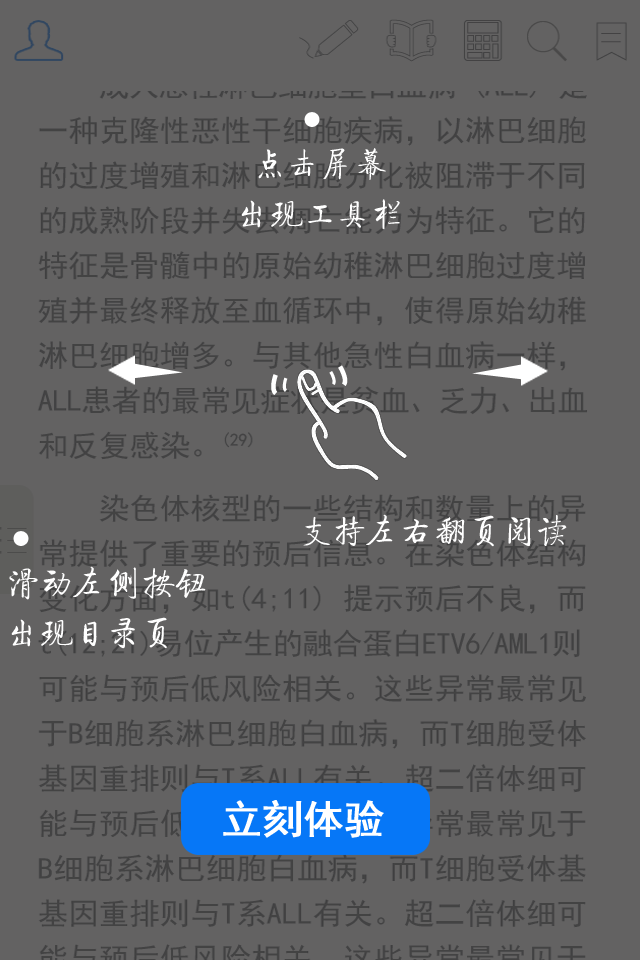 成人急性淋巴细胞型白血病（ALL）是
一种克隆性恶性干细胞疾病，以淋巴细胞
点击屏幕
的过度增殖和淋巴细胞分化被阻滞于不同
出现工具栏
的成熟阶段并失去调亡能力为特征。它的
特征是骨髓中的原始幼稚淋巴细胞过度增
殖并最终释放至血循环中，使得原始幼稚
淋巴细胞增多。与其他急性白血病一样，
ALL患者的最常见症状是贫血、乏力、出血
和反复感染。(29)
染色体核型的一些结构和数量上的异
支持左右翻页阅读
常提供了重要的预后信息。在染色体结构
滑动左侧按钮
变化方面，如t(4;11) 提示预后不良，而
出现目录页
t(12;21)易位产生的融合蛋白ETV6/AML1则
可能与预后低风险相关。这些异常最常见
于B细胞系淋巴细胞白血病，而T细胞受体
基因重排则与T系ALL有关。超二倍体细可
立刻体验
能与预后低 异常最常见于
B细胞系淋巴细胞白血病，而T细胞受体基
因重排则与T系ALL有关。超二倍体细可
能与预后低风险相关。这些异常最常见于